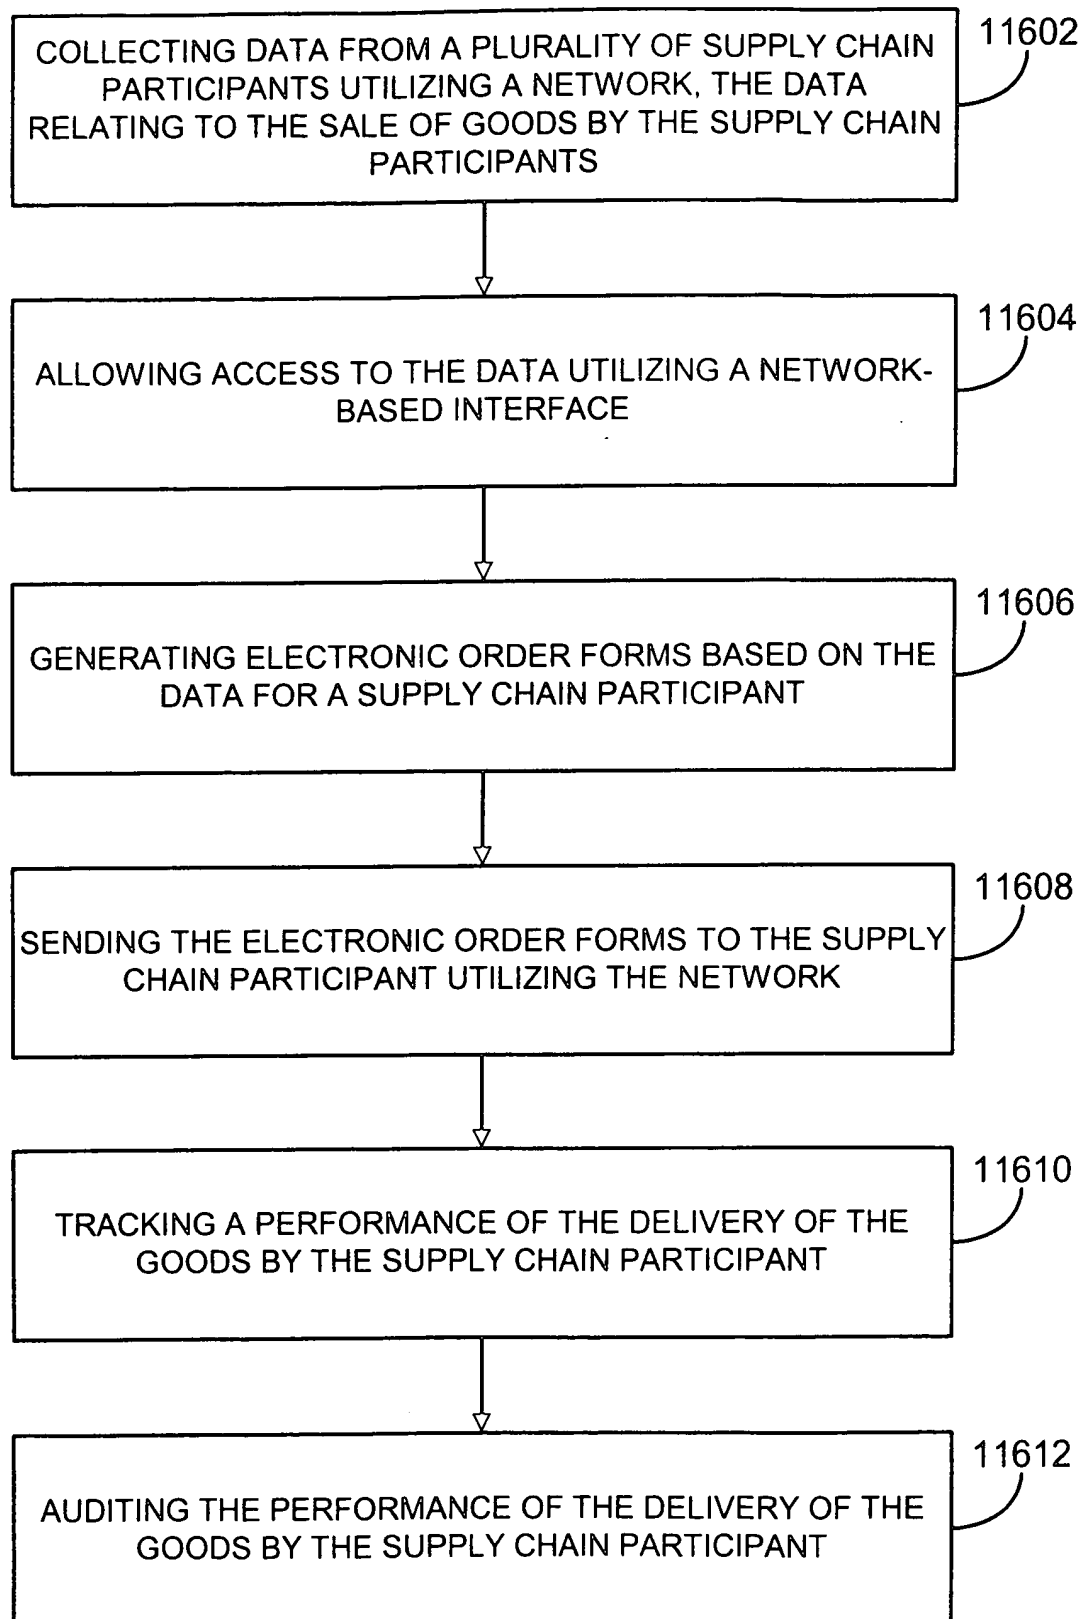 11602
COLLECTING DATA FROM A PLURALITY OF SUPPLY CHAIN
PARTICIPANTS UTILIZING A NETWORK, THE DATA
RELATING TO THE SALE OF GOODS BY THE SUPPLY CHAIN
PARTICIPANTS
11604
ALLOWING ACCESS TO THE DATA UTILIZING A NETWORK-
BASED INTERFACE
11606
GENERATING ELECTRONIC ORDER FORMS BASED ON THE
DATA FOR A SUPPLY CHAIN PARTICIPANT
11608
SENDING THE ELECTRONIC ORDER FORMS TO THE SUPPLY
CHAIN PARTICIPANT UTILIZING THE NETWORK
11610
TRACKING A PERFORMANCE OF THE DELIVERY OF THE
GOODS BY THE SUPPLY CHAIN PARTICIPANT
11612
AUDITING THE PERFORMANCE OF THE DELIVERY OF THE
GOODS BY THE SUPPLY CHAIN PARTICIPANT